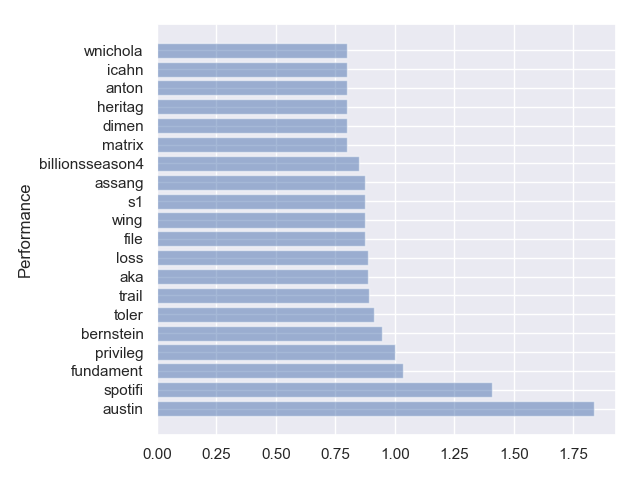 wnichola
icahn
anton
heritag
dimen
matrix
billionsseason4
assang
s1
wing
file
loss
aka
trail
toler
bernstein
privileg
fundament
spotifi
austin
Performance
0.00 0.25 0.50 0.75 1.00 1.25 1.50 1.75